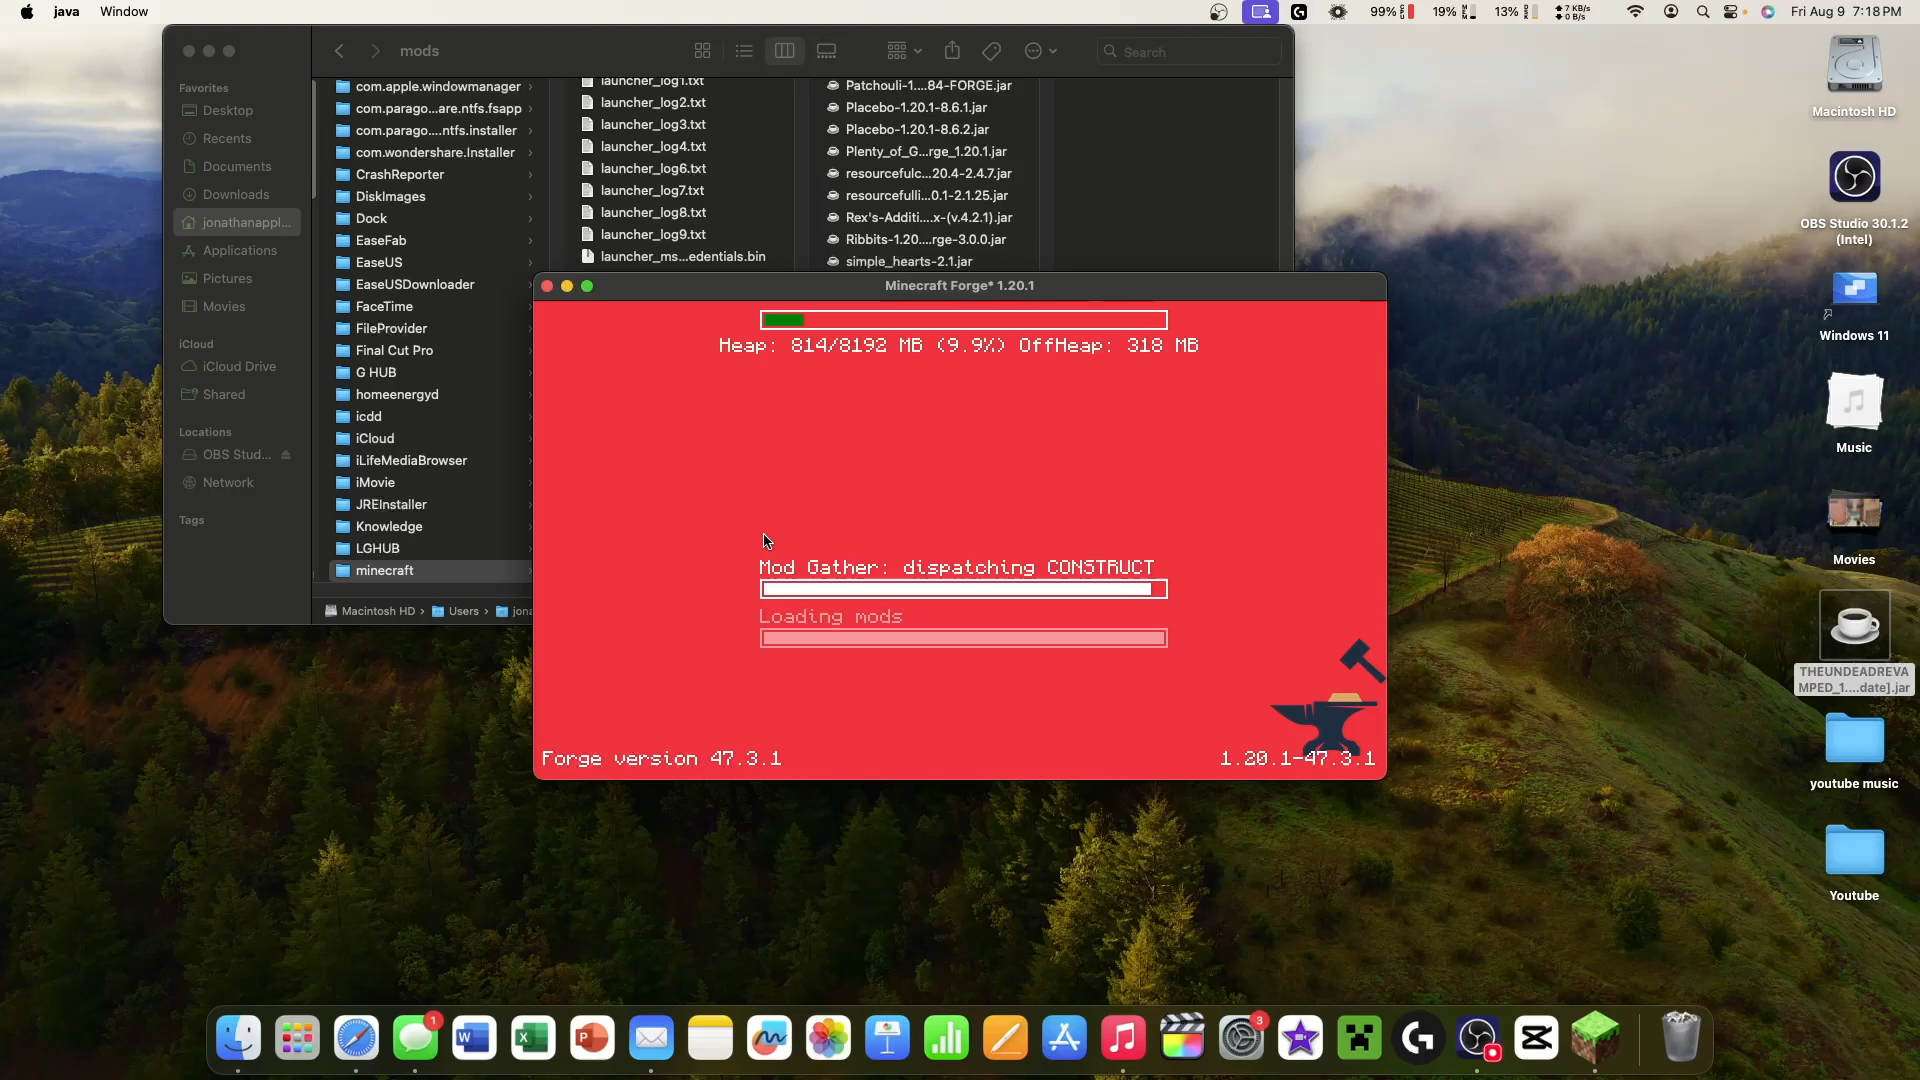 java Window
99% 19% 13% 7 KB/s 0 B/s Fri Aug 9 7:18 PM
mods
Search
Favorites
Desktop
Recents
Documents
Downloads
jonathanappl...
Applications
Pictures
Movies
iCloud
iCloud Drive
Shared
Locations
OBS Stud...
Network
Tags
com.apple.windowmanager
com.parago...are.ntfs.fsapp
com.parago....ntfs.installer
com.wondershare.Installer
CrashReporter
DiskImages
Dock
EaseFab
EaseUS
EaseUSDownloader
FaceTime
FileProvider
Final Cut Pro
G HUB
homeenergyd
icdd
iCloud
iLifeMediaBrowser
iMovie
JREInstaller
Knowledge
LGHUB
minecraft
Macintosh HD › Users › jona
launcher_log1.txt
launcher_log2.txt
launcher_log3.txt
launcher_log4.txt
launcher_log6.txt
launcher_log7.txt
launcher_log8.txt
launcher_log9.txt
launcher_ms...edentials.bin
Patchouli-1....84-FORGE.jar
Placebo-1.20.1-8.6.1.jar
Placebo-1.20.1-8.6.2.jar
Plenty_of_G...rge_1.20.1.jar
resourcefulc...20.4-2.4.7.jar
resourcefulli...0.1-2.1.25.jar
Rex's-Additi....x-(v.4.2.1).jar
Ribbits-1.20....rge-3.0.0.jar
simple_hearts-2.1.jar
Minecraft Forge* 1.20.1
Heap: 814/8192 MB (9.9%) OffHeap: 318 MB
Mod Gather: dispatching CONSTRUCT
Loading mods
Forge version 47.3.1
1.20.1-47.3.1
Macintosh HD
OBS Studio 30.1.2
(Intel)
Windows 11
Music
Movies
THEUNDEADREVA
MPED_1....date].jar
youtube music
Youtube
1
3